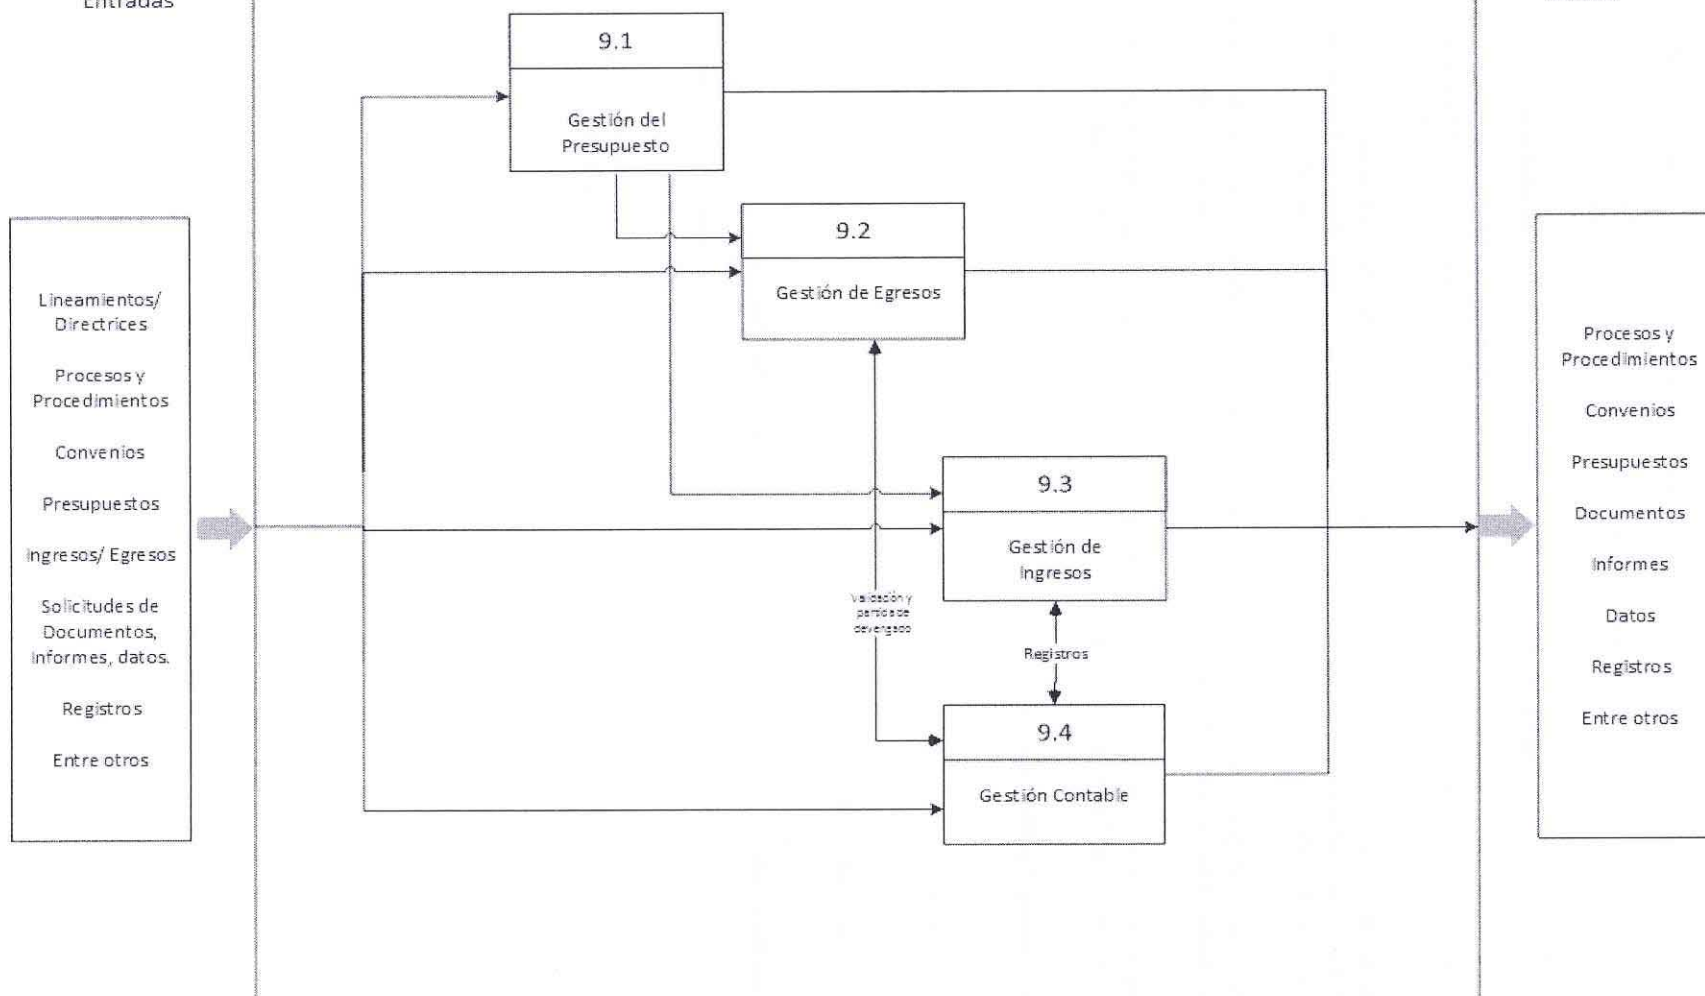 Entradas
9.1
Gestión del
Presupuesto
9.2
Gestión de Egresos
Lineamientos/
Directrices
Procesos y
Procedimientos
Convenios
Presupuestos
Ingresos/ Egresos
Solicitudes de
Documentos,
Informes, datos.
Registros
Entre otros
9.3
Gestión de
Ingresos
Validación y
partida de
devengado
Registros
9.4
Gestión Contable
Procesos y
Procedimientos
Convenios
Presupuestos
Documentos
Informes
Datos
Registros
Entre otros